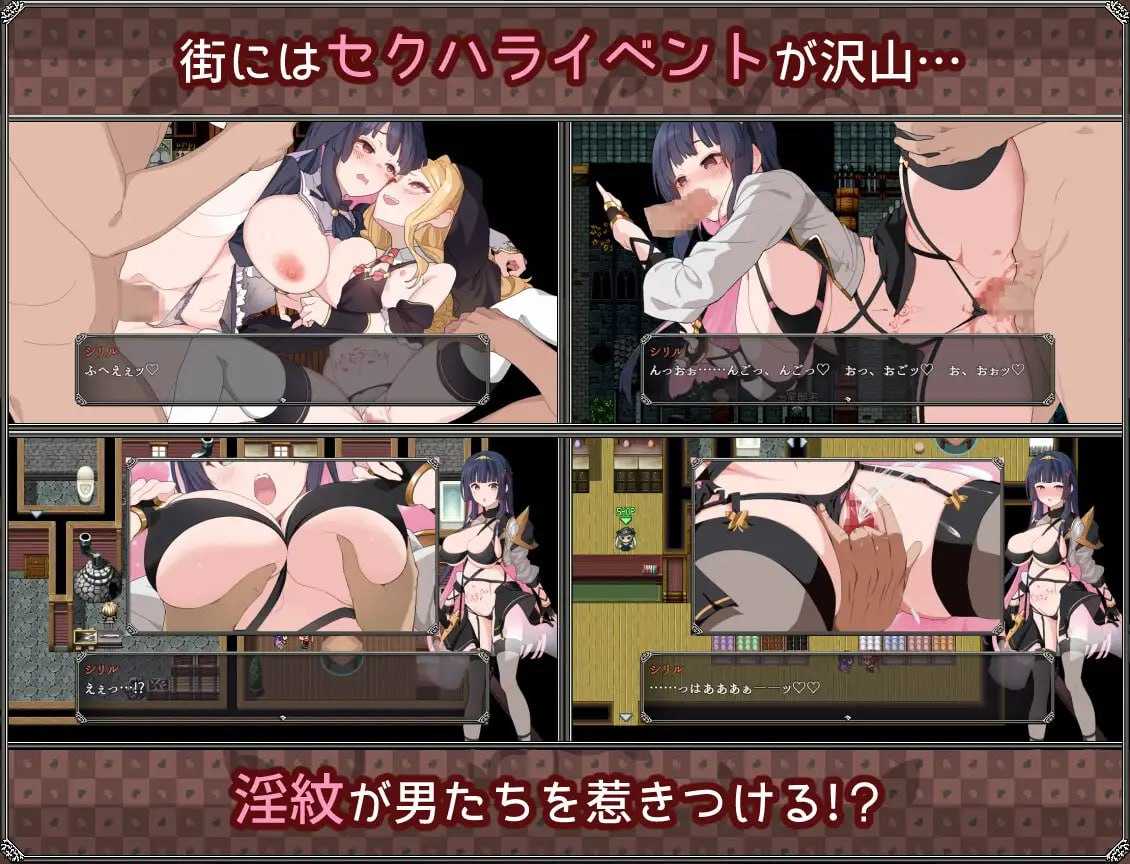 街にはセクハライベントが沢山…
シリル
ふへえぇッ♡
シリル
んっおぉ……んごっ、んごっ♡　おっ、おごッ♡　お、おぉッ♡
SHOP
シリル
えぇっ…!?
シリル
……っはあああぁ――ッ♡♡
淫紋が男たちを惹きつける!?